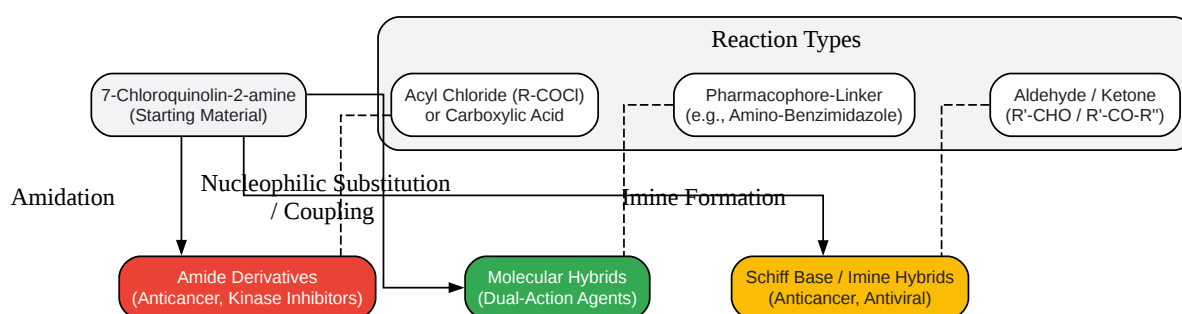 Reaction Types
7-Chloroquinolin-2-amine
(Starting Material)
Acyl Chloride (R-COCl)
or Carboxylic Acid
Pharmacophore-Linker
(e.g., Amino-Benzimidazole)
Aldehyde / Ketone
(R'-CHO / R'-CO-R")
Amidation
Nucleophilic Substitution
/ Coupling
Imine Formation
Amide Derivatives
(Anticancer, Kinase Inhibitors)
Molecular Hybrids
(Dual-Action Agents)
Schiff Base / Imine Hybrids
(Anticancer, Antiviral)